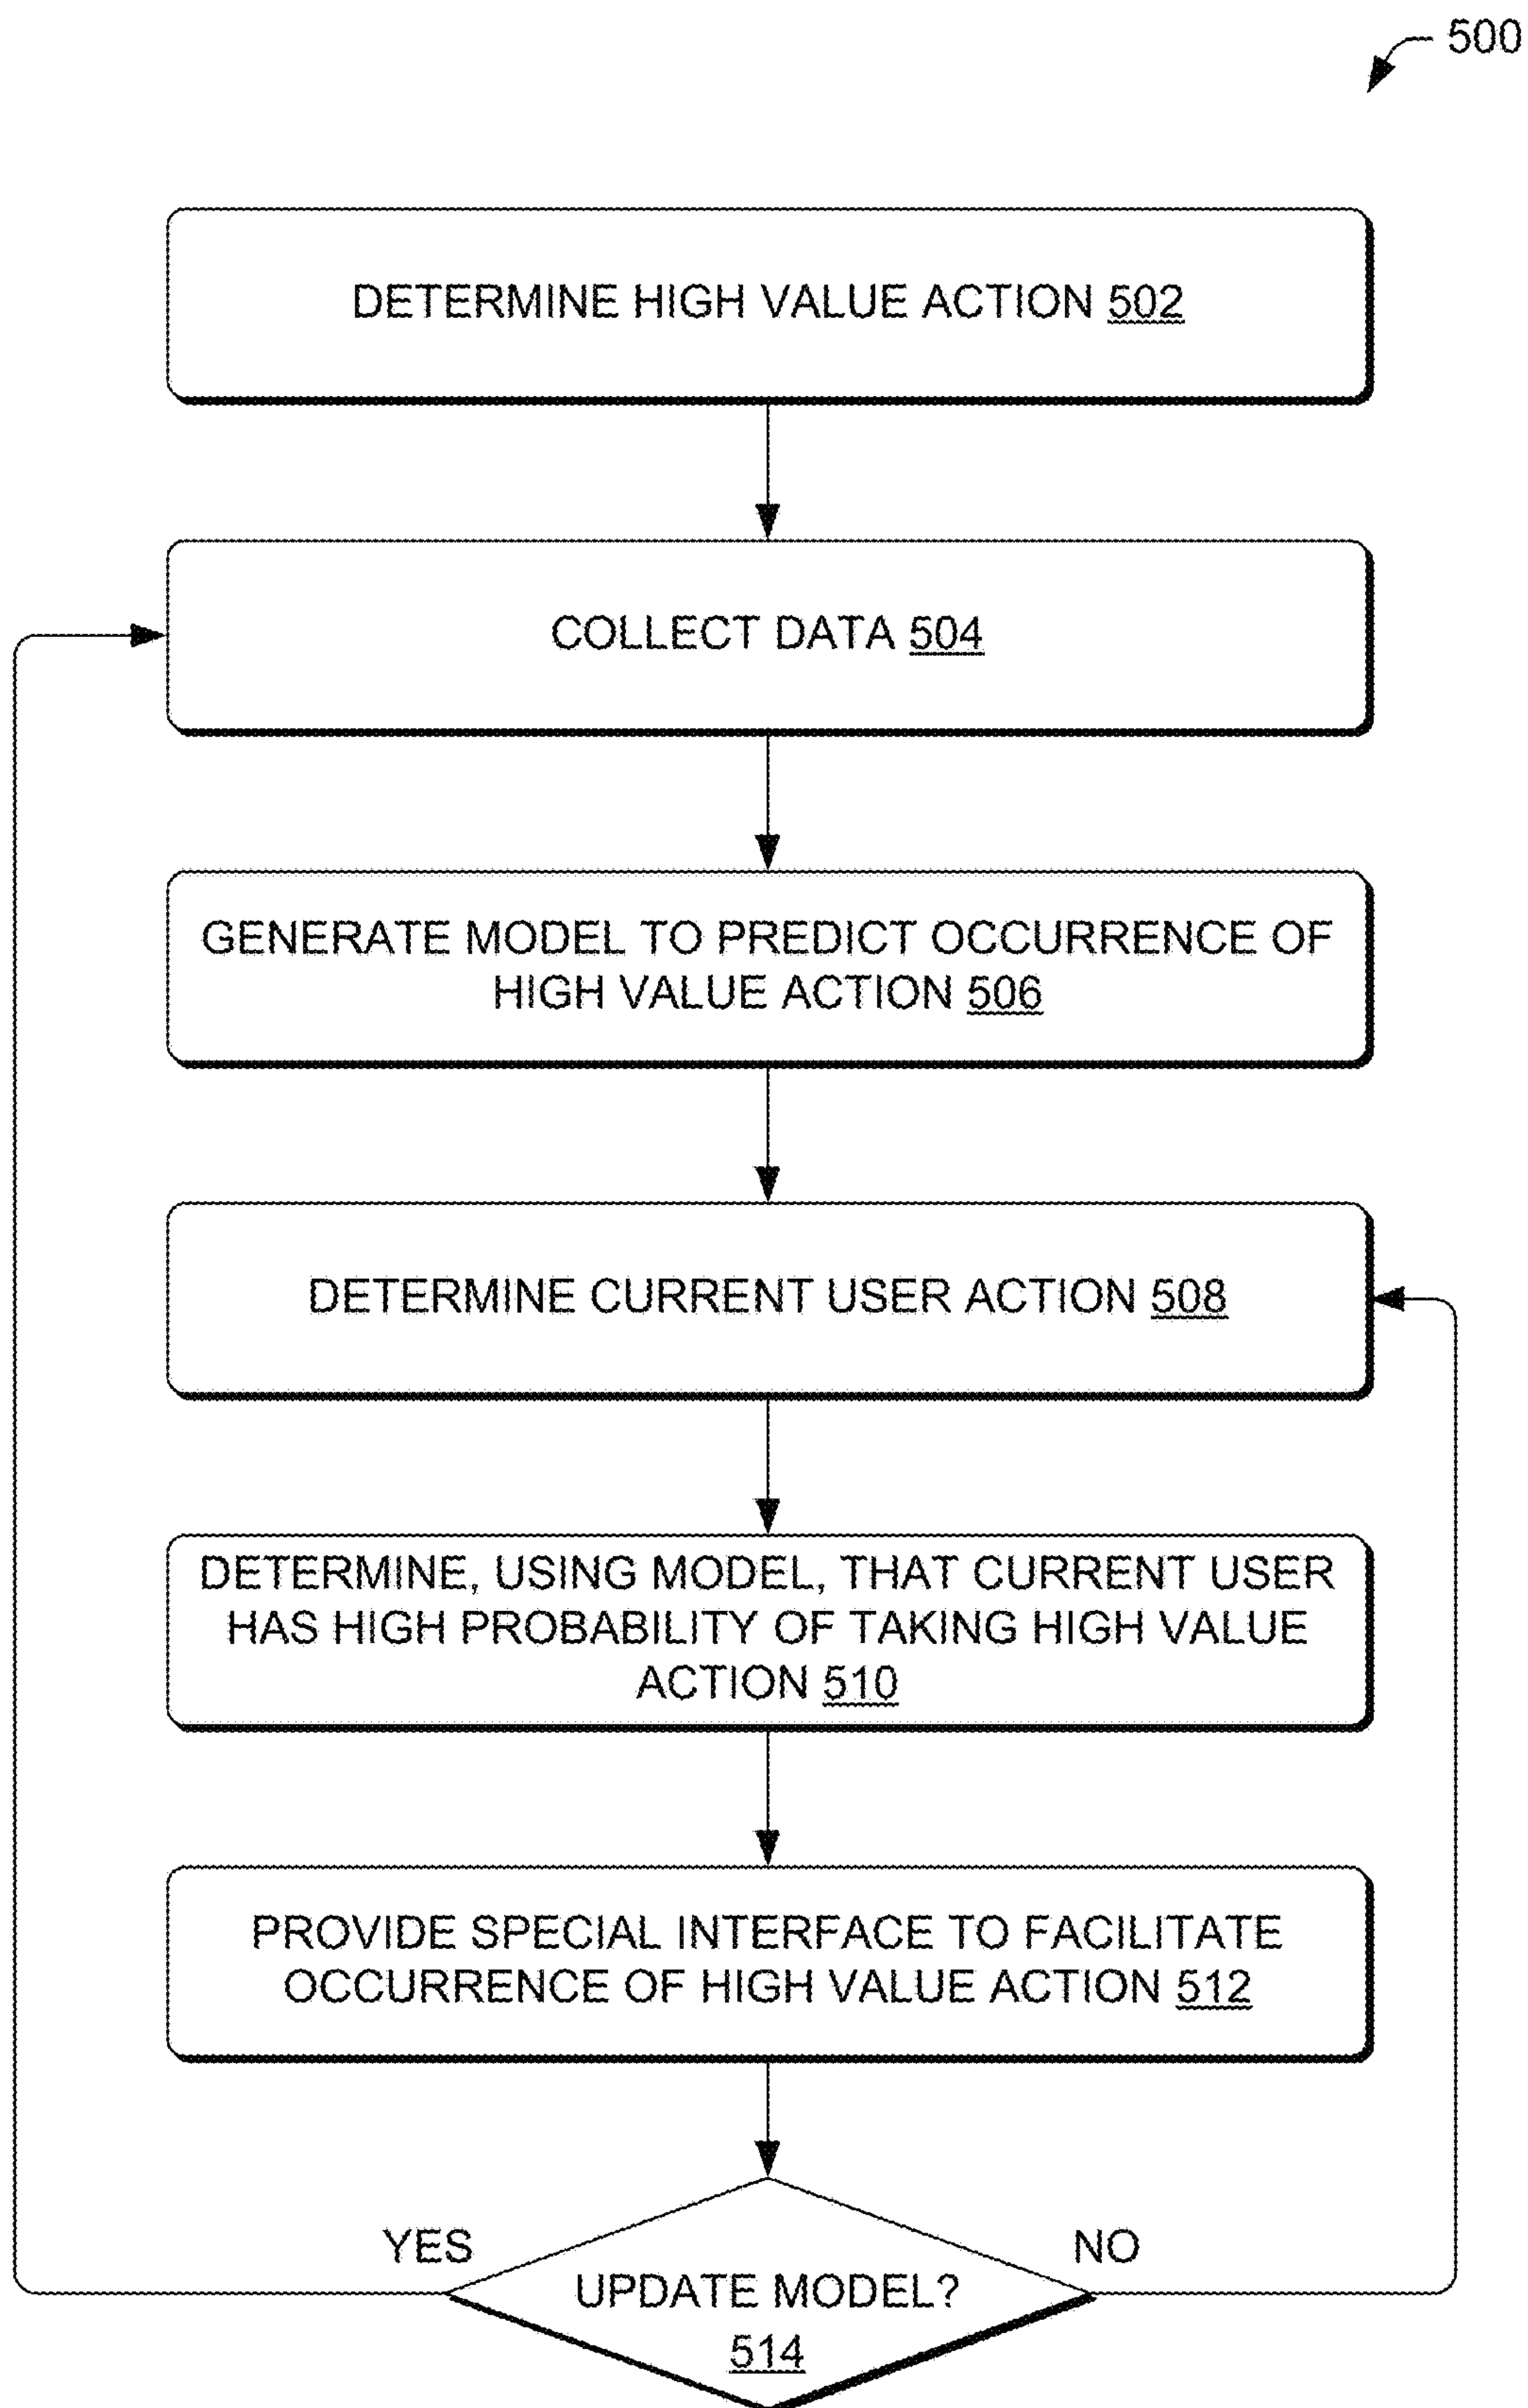 500
DETERMINE HIGH VALUE ACTION 502
COLLECT DATA 504
GENERATE MODEL TO PREDICT OCCURRENCE OF
HIGH VALUE ACTION 506
DETERMINE CURRENT USER ACTION 508
DETERMINE, USING MODEL, THAT CURRENT USER
HAS HIGH PROBABILITY OF TAKING HIGH VALUE
ACTION 510
PROVIDE SPECIAL INTERFACE TO FACILITATE
OCCURRENCE OF HIGH VALUE ACTION 512
YES
NO
UPDATE MODEL?
514